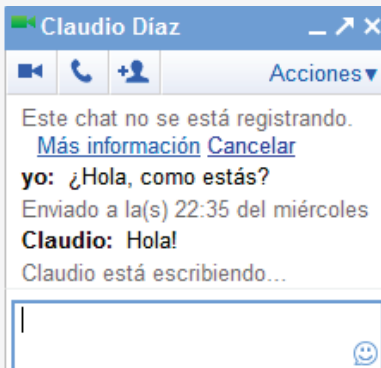 Claudio Díaz
Acciones▼
Este chat no se está registrando.
Más información Cancelar
yo: ¿Hola, como estás?
Enviado a la(s) 22:35 del miércoles
Claudio: Hola!
Claudio está escribiendo...